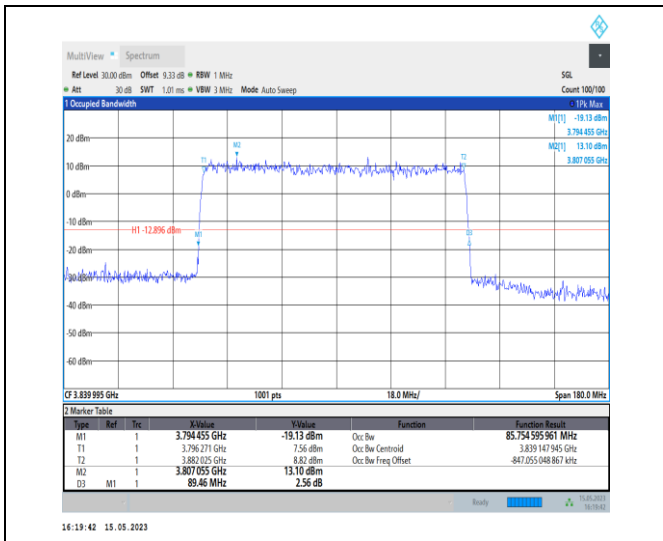 MultiView Spectrum
Ref Level 30.00 dBm Offset 9.33 dB RBW 1 MHz SGL
Att 30 dB SWT 1.01 ms VBW 3 MHz Mode Auto Sweep Count 100/100
1 Occupied Bandwidth 1Pk Max
M1[1] -19.13 dBm
3.794 455 GHz
M2[1] 13.10 dBm
3.807 055 GHz
20 dBm
M2
T1
T2
10 dBm
0 dBm
-10 dBm
H1 -12.896 dBm
M1
D3
-20 dBm
-30 dBm
-40 dBm
-50 dBm
-60 dBm
CF 3.839 995 GHz 1001 pts 18.0 MHz/ Span 180.0 MHz
2 Marker Table
Type Ref Trc X-Value Y-Value Function Function Result
M1 1 3.794 455 GHz -19.13 dBm Occ Bw 85.754 595 961 MHz
T1 1 3.796 271 GHz 7.56 dBm Occ Bw Centroid 3.839 147 945 GHz
T2 1 3.882 025 GHz 8.82 dBm Occ Bw Freq Offset -847.055 048 867 kHz
M2 1 3.807 055 GHz 13.10 dBm
D3 M1 1 89.46 MHz 2.56 dB
Ready 15.05.2023
16:19:42
16:19:42 15.05.2023